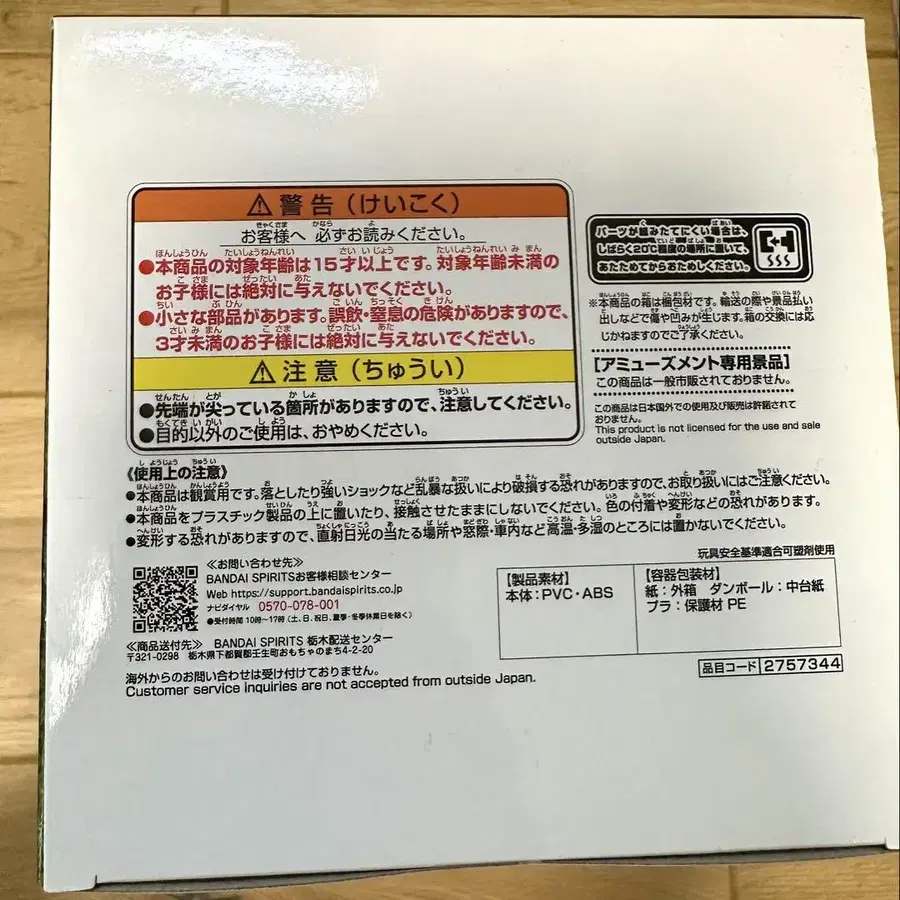 ⚠警告(けいこく)
お客様へ 必ずお読みください。
●本商品の対象年齢は15才以上です。対象年齢未満の
お子様には絶対に与えないでください。
●小さな部品があります。誤飲・窒息の危険がありますので、
3才未満のお子様には絶対に与えないでください。
⚠注意(ちゅうい)
●先端が尖っている箇所がありますので、注意してください。
●目的以外のご使用は、おやめください。
パーツが組みたてにくい場合は、
しばらく20℃程度の場所に置いて、
あたためてからおためしください。
※本商品の箱は梱包材です。輸送の際や景品払い
出しなどで傷や凹みが生じます。箱の交換には応
じかねますのでご了承ください。
【アミューズメント専用景品】
この商品は一般市販されておりません。
この商品は日本国外での使用及び販売は許諾されて
おりません。
This product is not licensed for the use and sale
outside Japan.
《使用上の注意》
●本商品は観賞用です。落としたり強いショックなど乱暴な扱いにより破損する恐れがありますので、お取り扱いにはご注意ください。
●本商品をプラスチック製品の上に置いたり、接触させたままにしないでください。色の付着や変形などの恐れがあります。
●変形する恐れがありますので、直射日光の当たる場所や窓際・車内など高温・多湿のところには置かないでください。
玩具安全基準適合可塑剤使用
≪お問い合わせ先≫
BANDAI SPIRITSお客様相談センター
Web https://support.bandaispirits.co.jp
ナビダイヤル 0570-078-001
●受付時間 10時〜17時(土、日、祝日、夏季・冬季休業日を除く)
≪商品送付先≫ BANDAI SPIRITS 栃木配送センター
〒321-0298 栃木県下都賀郡壬生町おもちゃのまち4-2-20
海外からのお問い合わせは受け付けておりません。
Customer service inquiries are not accepted from outside Japan.
【製品素材】
本体:PVC・ABS
【容器包装材】
紙:外箱 ダンボール:中台紙
プラ:保護材 PE
品目コード 2757344